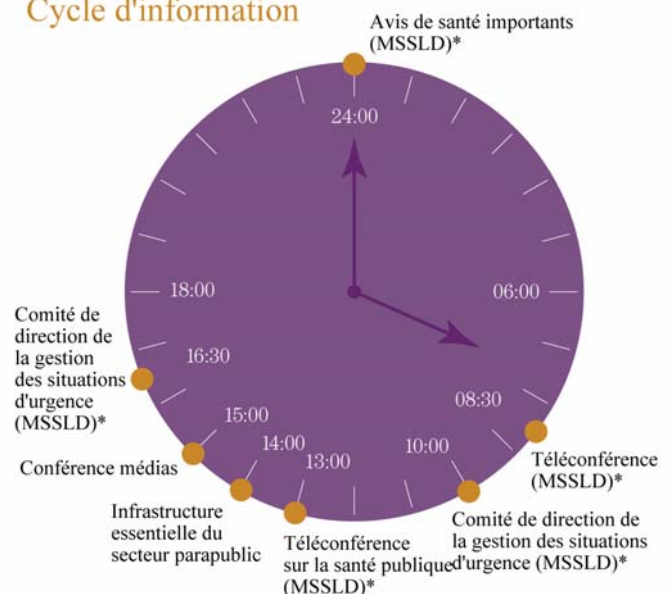 Cycle d'information
Avis de santé importants
(MSSLD)*
24:00
06:00
08:30
Téléconférence
(MSSLD)*
10:00
Comité de direction de
la gestion des situations
d'urgence (MSSLD)*
13:00
Téléconférence
sur la santé publique
(MSSLD)*
14:00
Infrastructure
essentielle du
secteur parapublic
15:00
Conférence médias
16:30
Comité de
direction de
la gestion
des situations
d'urgence
(MSSLD)*
18:00